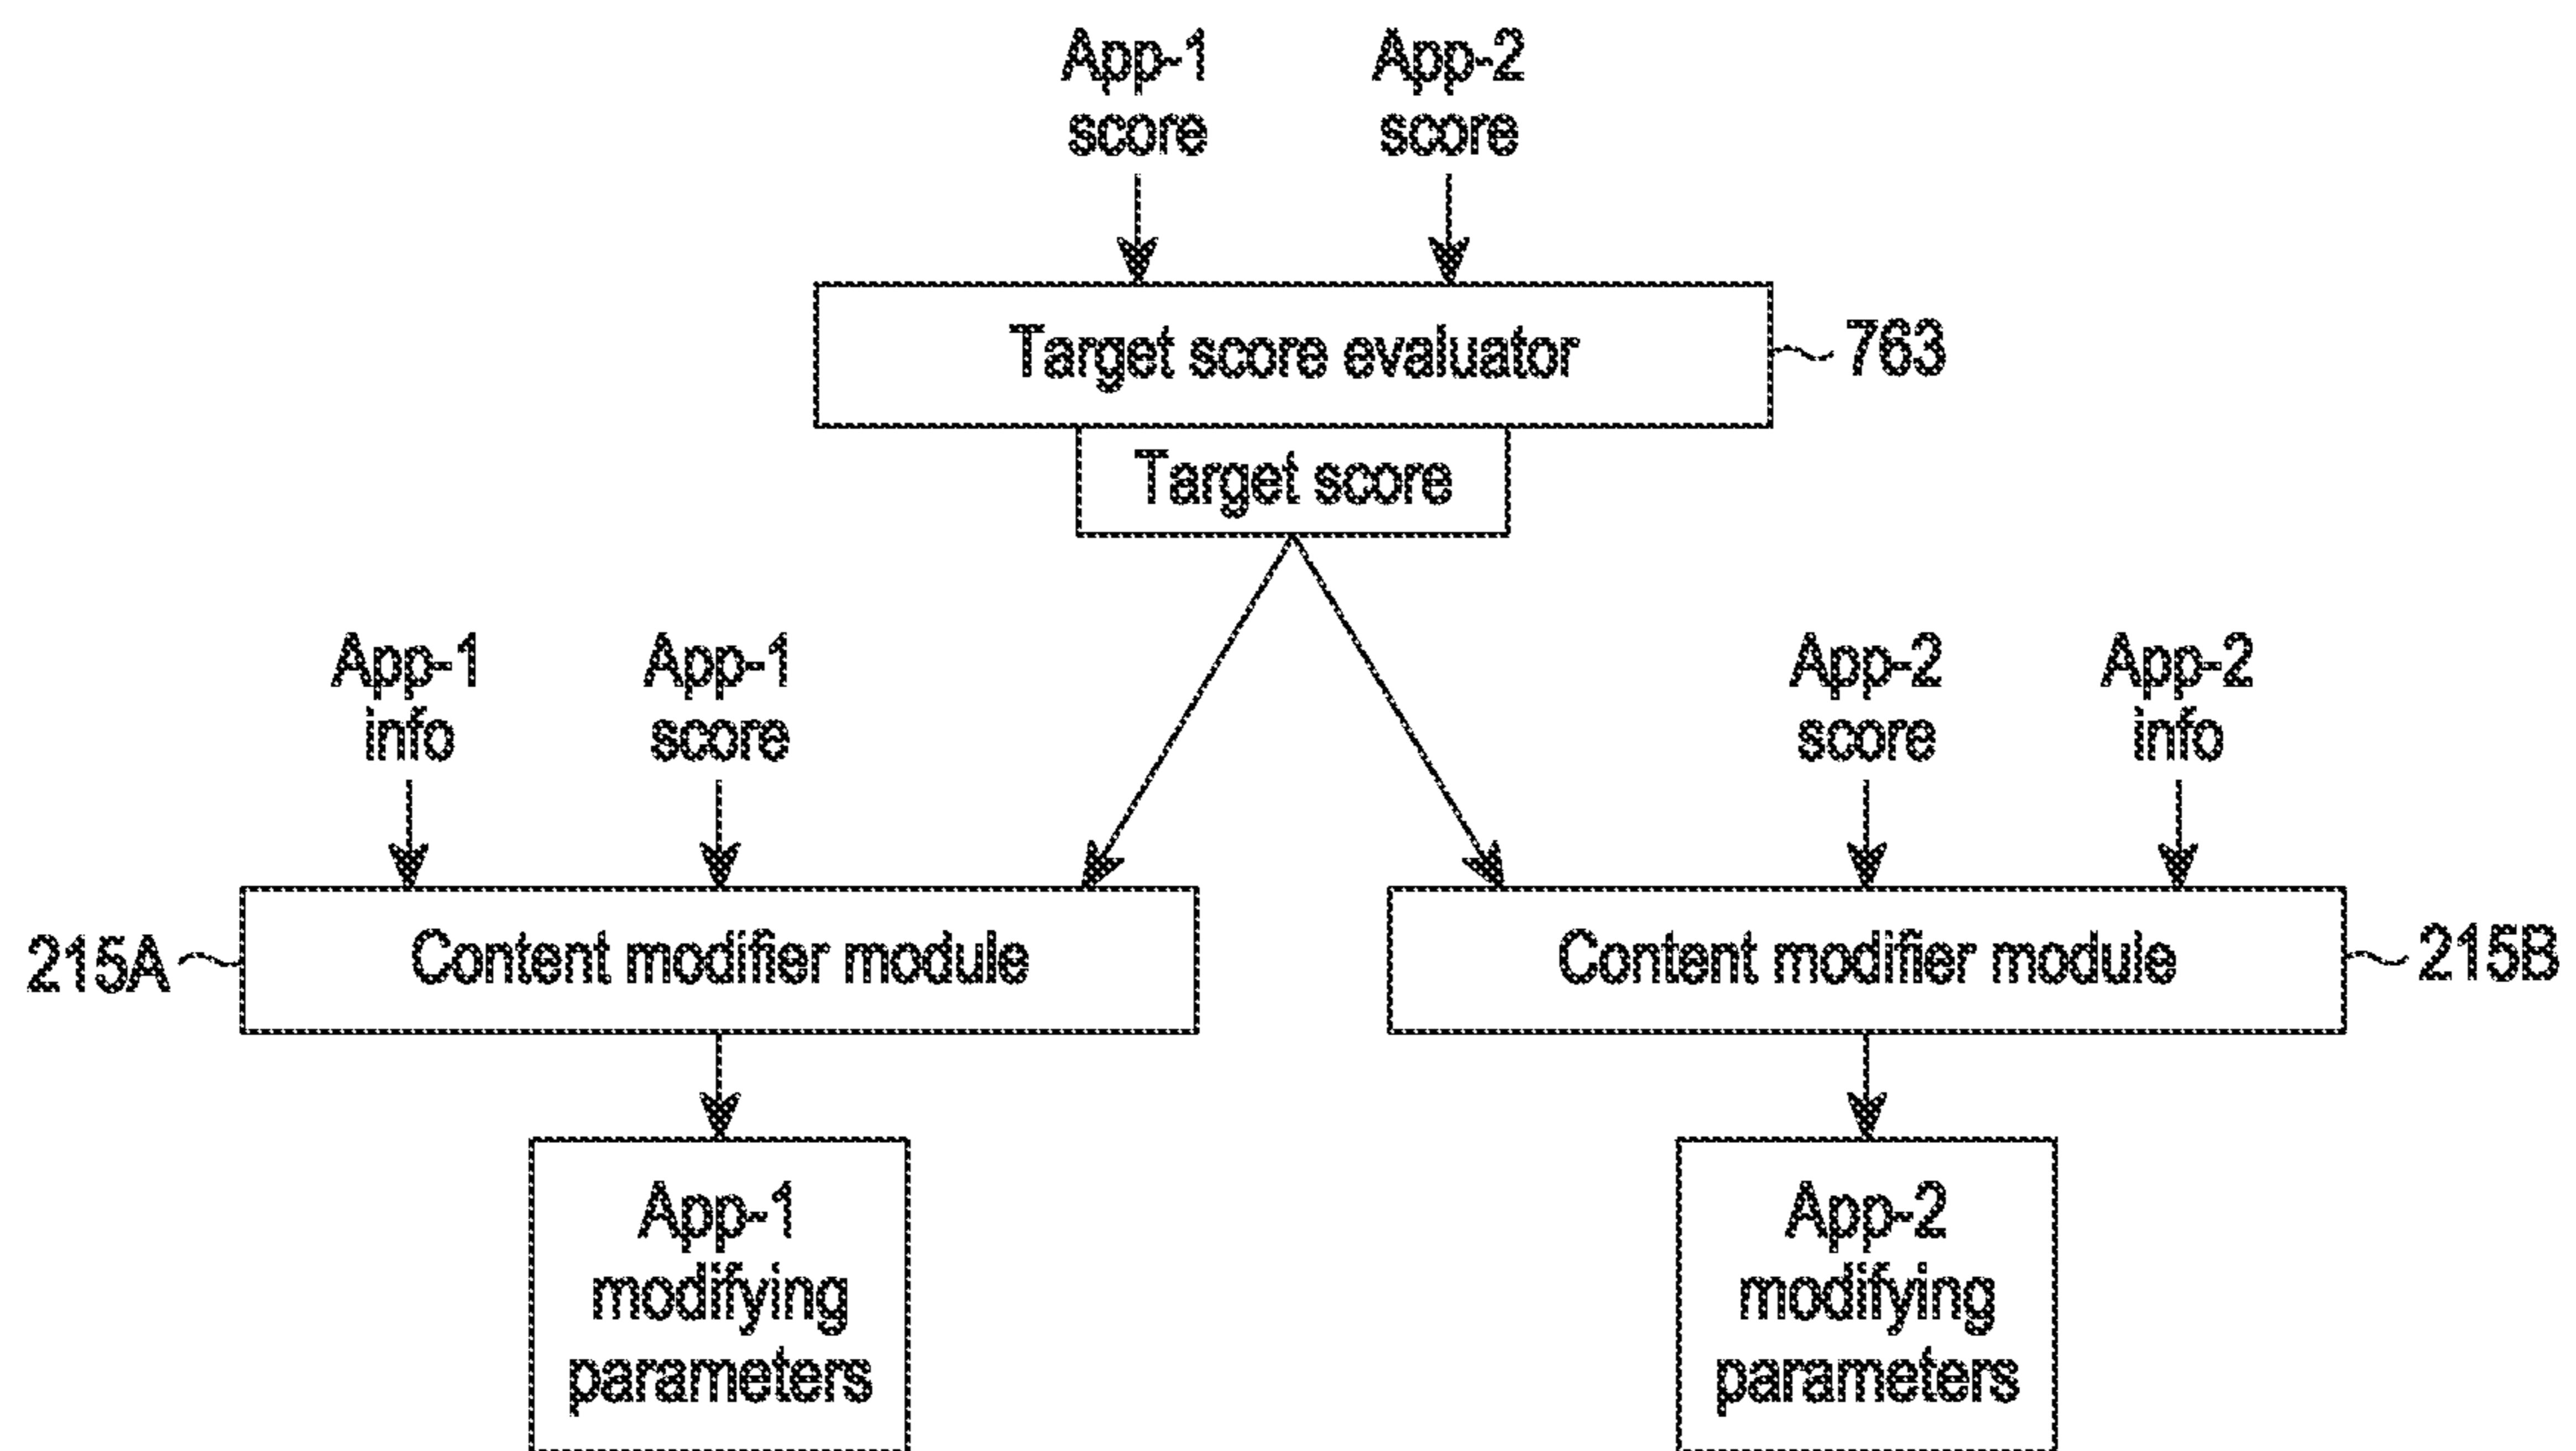 App-1
score
App-2
score
Target score evaluator
763
Target score
App-1
info
App-1
score
App-2
score
App-2
info
215A
Content modifier module
Content modifier module
215B
App-1
modifying
parameters
App-2
modifying
parameters